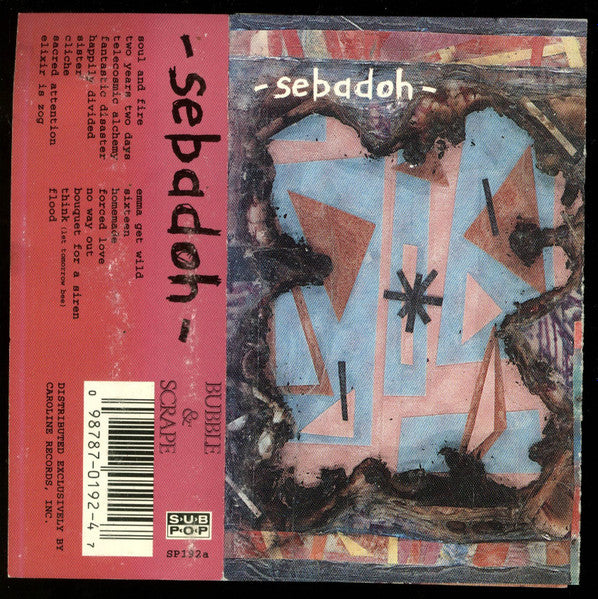 -sebadoh-
-sebadoh-
soul and fire
two years two days
telecosmic alchemy
fantastic disaster
happily divided
sister
cliche
sacred attention
elixir is zog
emma get wild
sixteen
homemade
forced love
no way out
bouquet for a siren
think (let tomorrow bee)
flood
BUBBLE
&
SCRAPE
DISTRIBUTED EXCLUSIVELY BY
CAROLINE RECORDS, INC.
0 98787-0192-4 7
SUB
POP
SP192a